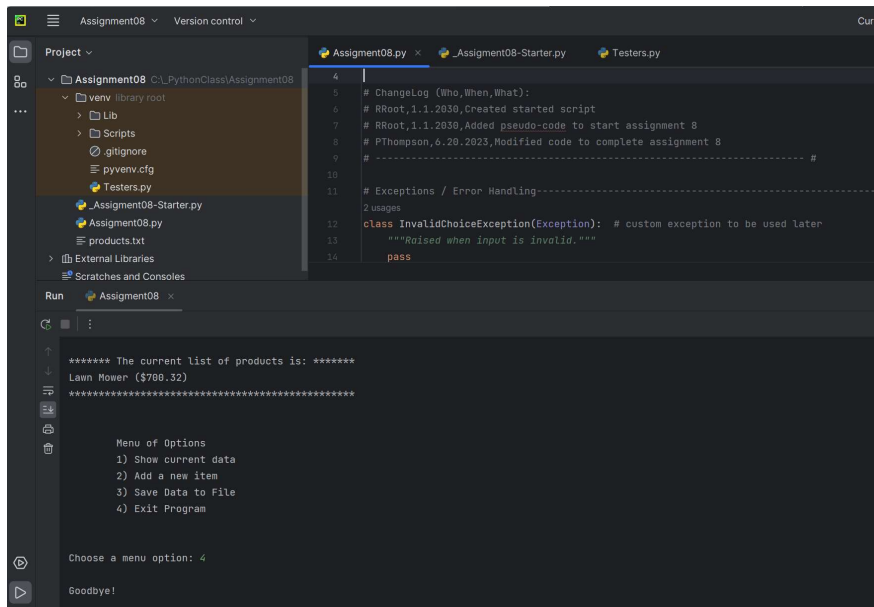 Assignment08
Version control
Cur
Project
Assignment08 C:\_PythonClass\Assignment08
venv library root
Lib
Scripts
.gitignore
pyvenv.cfg
Testers.py
_Assigment08-Starter.py
Assigment08.py
products.txt
External Libraries
Scratches and Consoles
Assigment08.py
_Assigment08-Starter.py
Testers.py
4
5 # ChangeLog (Who,When,What):
6 # RRoot,1.1.2030,Created started script
7 # RRoot,1.1.2030,Added pseudo-code to start assignment 8
8 # PThompson,6.20.2023,Modified code to complete assignment 8
9 # ------------------------------------------------------------------------ #
10
11 # Exceptions / Error Handling---------------------------------------------------------
2 usages
12 class InvalidChoiceException(Exception):  # custom exception to be used later
13 """Raised when input is invalid."""
14 pass
Run
Assigment08
******* The current list of products is: *******
Lawn Mower ($700.32)
************************************************
Menu of Options
1) Show current data
2) Add a new item
3) Save Data to File
4) Exit Program
Choose a menu option: 4
Goodbye!